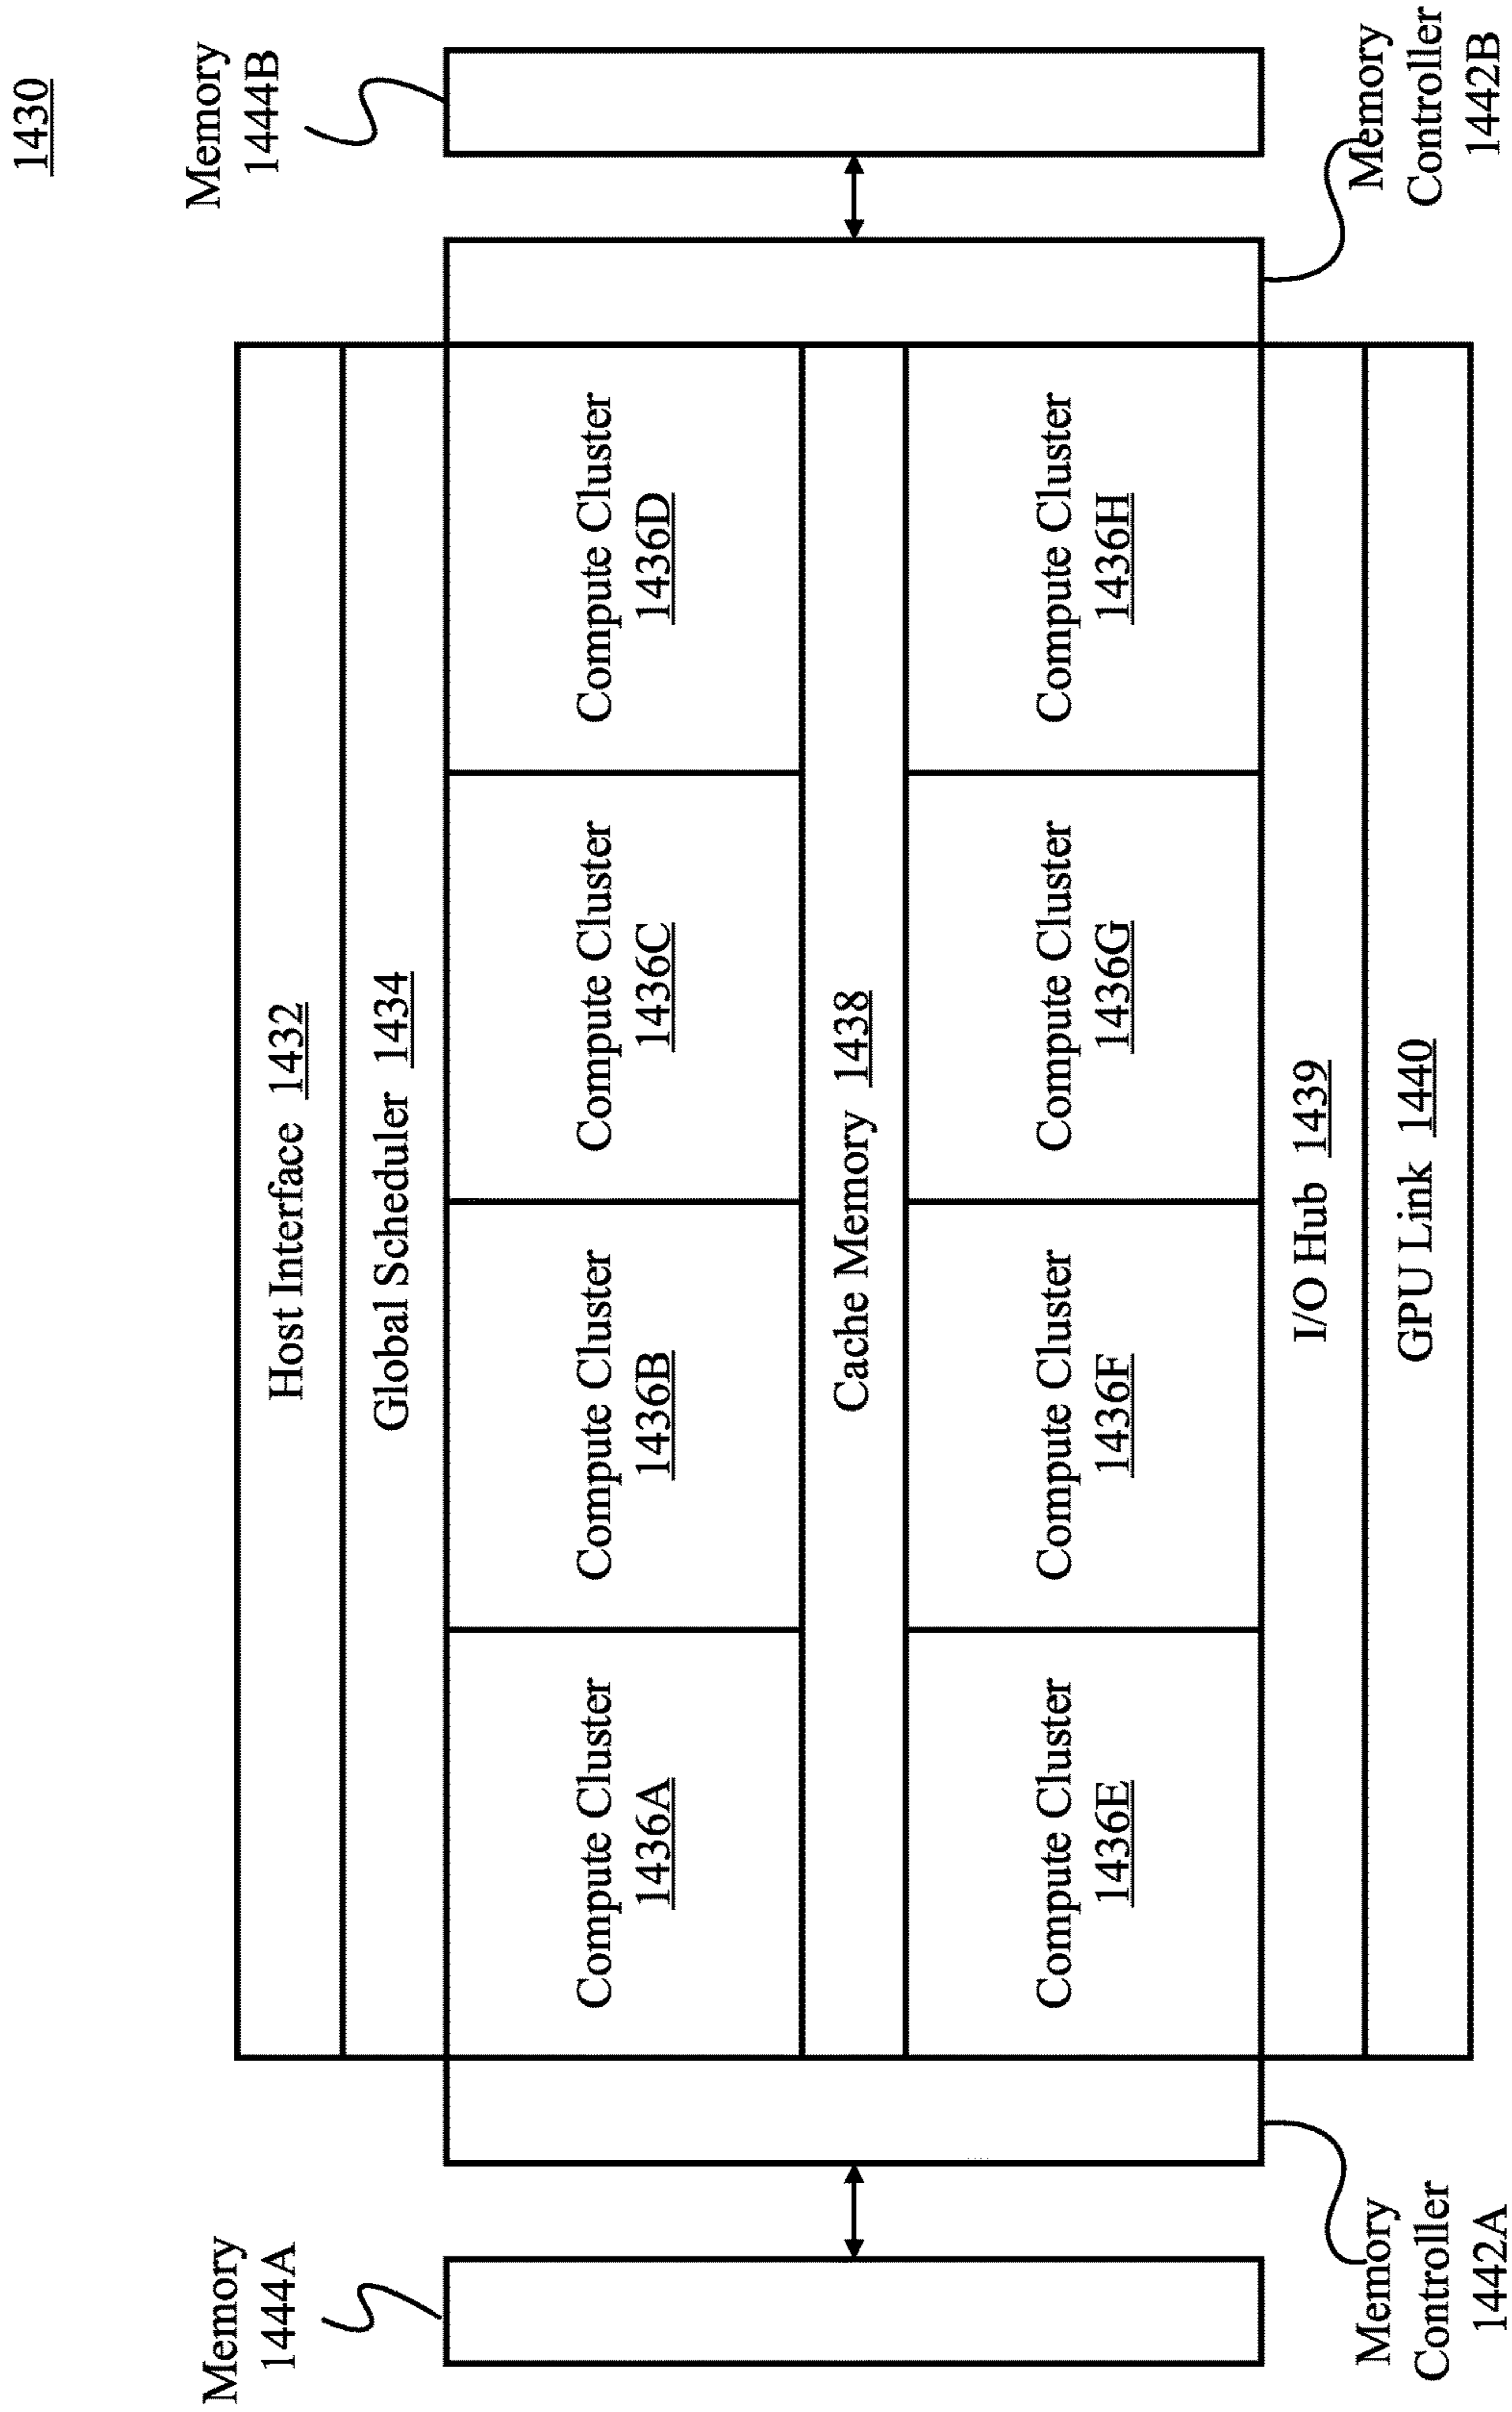 1430
Memory
1444A
Memory
1444B
Host Interface 1432
Global Scheduler 1434
Compute Cluster
1436A
Compute Cluster
1436B
Compute Cluster
1436C
Compute Cluster
1436D
Cache Memory 1438
Compute Cluster
1436E
Compute Cluster
1436F
Compute Cluster
1436G
Compute Cluster
1436H
I/O Hub 1439
GPU Link 1440
Memory
Controller
1442A
Memory
Controller
1442B